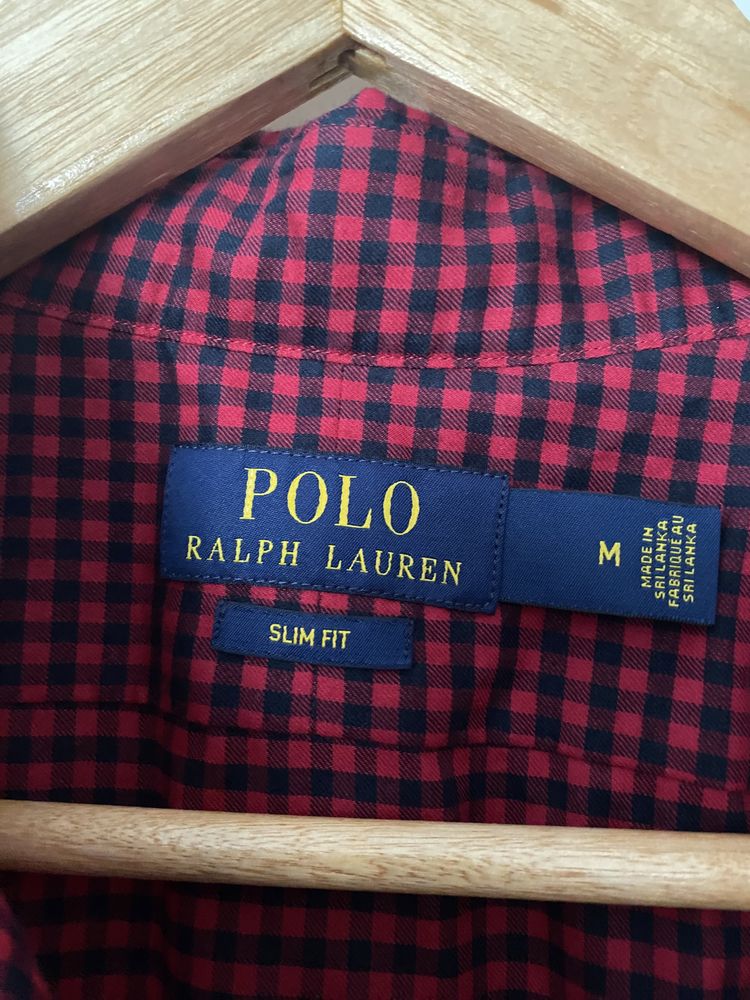 POLO
RALPH LAUREN
SLIM FIT
M
MADE IN
SRI LANKA
FABRIQUE AU
SRI LANKA